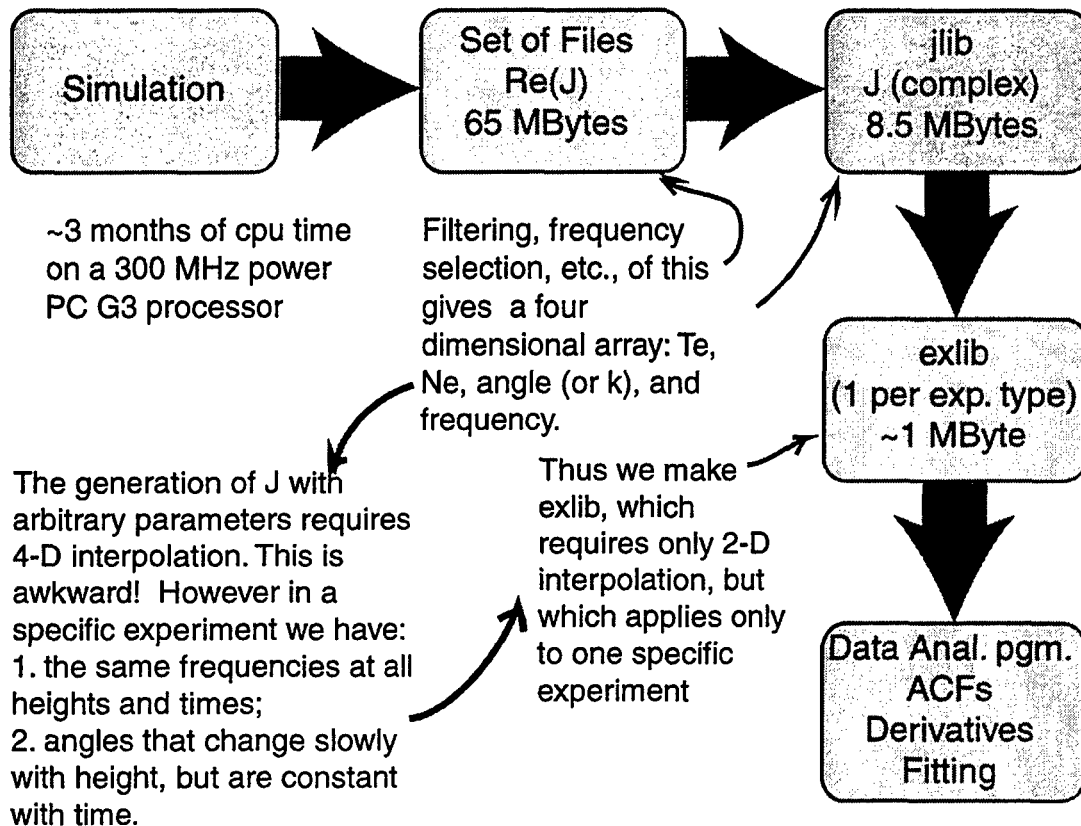 Simulation
Set of Files
Re(J)
65 MBytes
jlib
J (complex)
8.5 MBytes
~3 months of cpu time
on a 300 MHz power
PC G3 processor
Filtering, frequency
selection, etc., of this
gives a four
dimensional array: Te,
Ne, angle (or k), and
frequency.
exlib
(1 per exp. type)
~1 MByte
The generation of J with
arbitrary parameters requires
4-D interpolation. This is
awkward! However in a
specific experiment we have:
1. the same frequencies at all
heights and times;
2. angles that change slowly
with height, but are constant
with time.
Thus we make
exlib, which
requires only 2-D
interpolation, but
which applies only
to one specific
experiment
Data Anal. pgm.
ACFs
Derivatives
Fitting